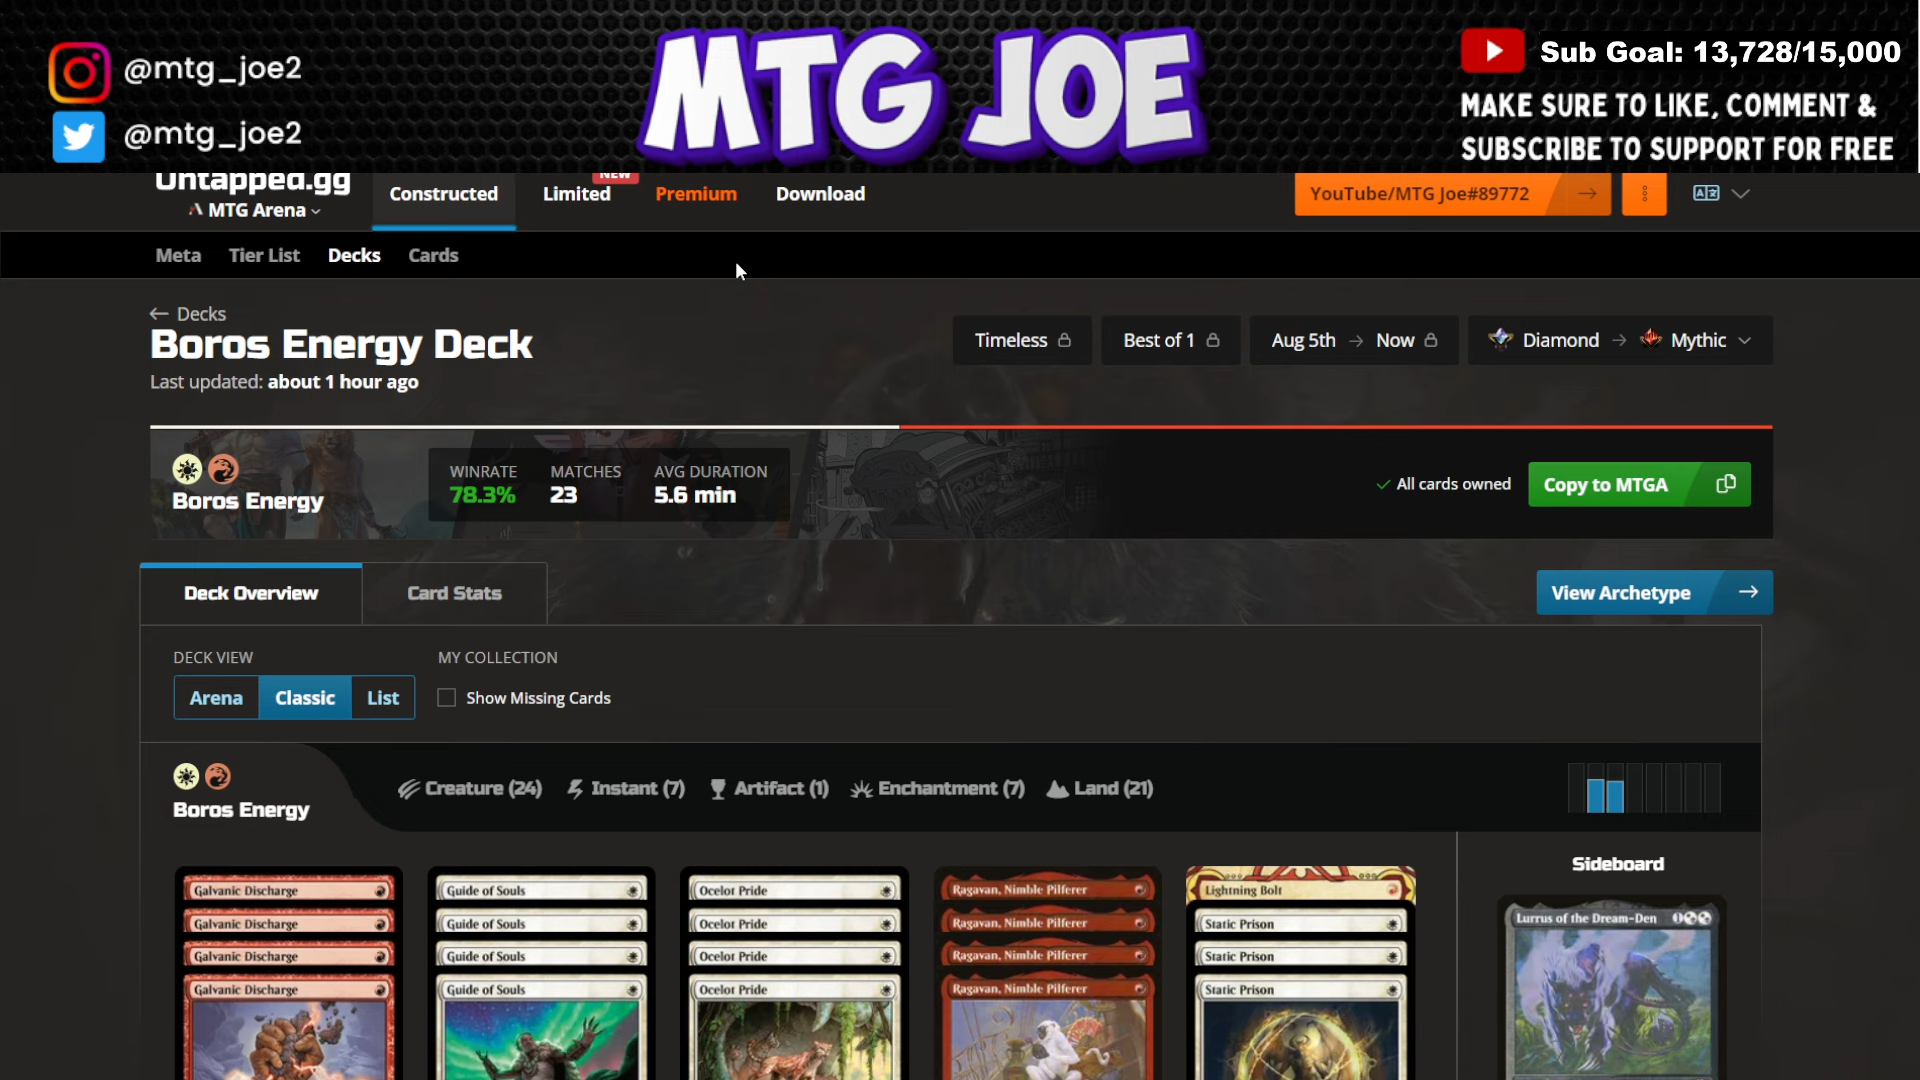 @mtg_joe2
@mtg_joe2
MTG JOE
Sub Goal: 13,728/15,000
MAKE SURE TO LIKE, COMMENT &
SUBSCRIBE TO SUPPORT FOR FREE
Untapped.gg
MTG Arena
Constructed
Limited
NEW
Premium
Download
YouTube/MTG Joe#89772
Meta
Tier List
Decks
Cards
← Decks
Boros Energy Deck
Last updated: about 1 hour ago
Timeless
Best of 1
Aug 5th → Now
Diamond → Mythic
Boros Energy
WINRATE
78.3%
MATCHES
23
AVG DURATION
5.6 min
All cards owned
Copy to MTGA
Deck Overview
Card Stats
View Archetype
DECK VIEW
Arena
Classic
List
MY COLLECTION
Show Missing Cards
Boros Energy
Creature (24)
Instant (7)
Artifact (1)
Enchantment (7)
Land (21)
Galvanic Discharge
Galvanic Discharge
Galvanic Discharge
Galvanic Discharge
Guide of Souls
Guide of Souls
Guide of Souls
Guide of Souls
Ocelot Pride
Ocelot Pride
Ocelot Pride
Ocelot Pride
Ragavan, Nimble Pilferer
Ragavan, Nimble Pilferer
Ragavan, Nimble Pilferer
Ragavan, Nimble Pilferer
Lightning Bolt
Static Prison
Static Prison
Static Prison
Sideboard
Lurrus of the Dream-Den